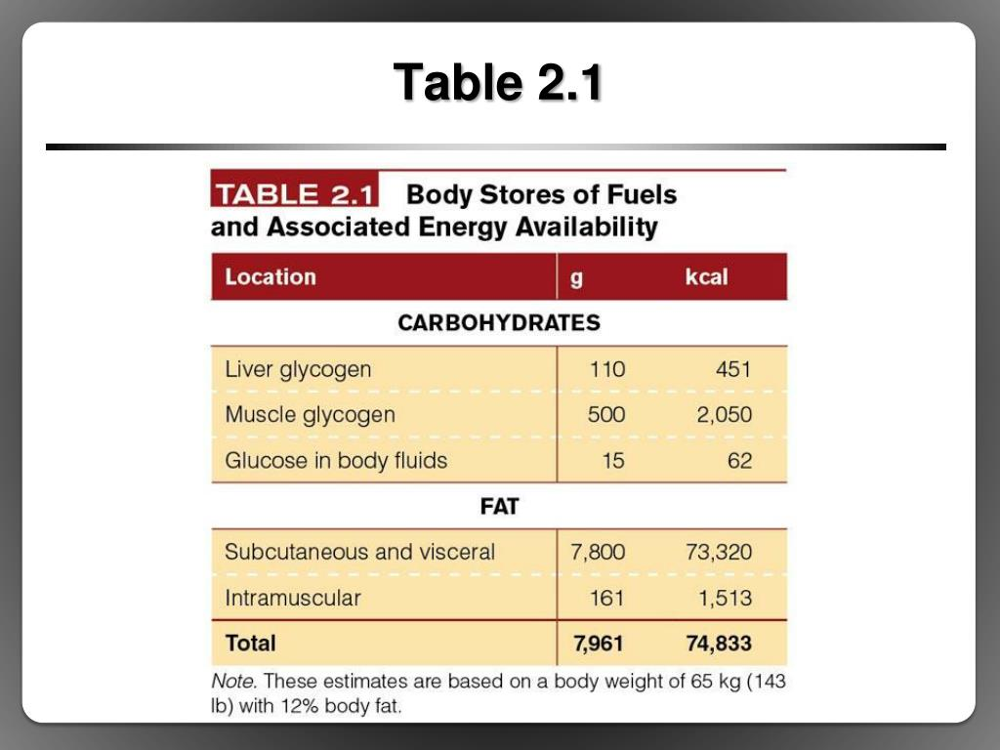 Table 2.1
TABLE 2.1 Body Stores of Fuels
and Associated Energy Availability
Location g kcal
CARBOHYDRATES
Liver glycogen 110 451
Muscle glycogen 500 2,050
Glucose in body fluids 15 62
FAT
Subcutaneous and visceral 7,800 73,320
Intramuscular 161 1,513
Total 7,961 74,833
Note. These estimates are based on a body weight of 65 kg (143
lb) with 12% body fat.